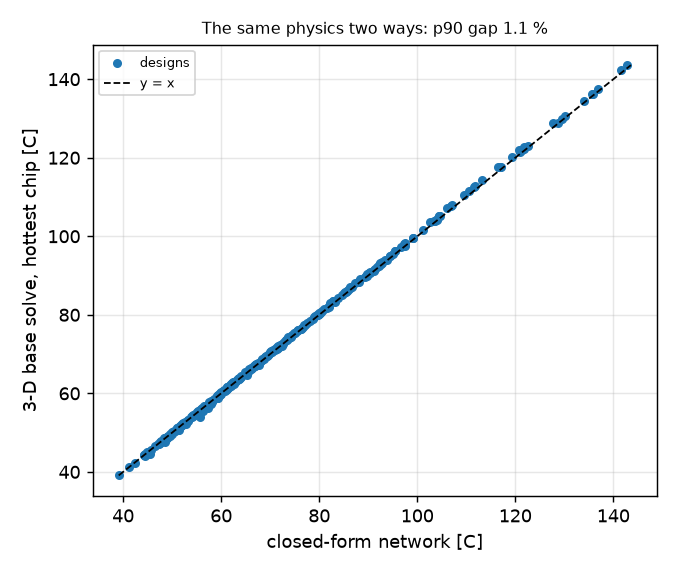 The same physics two ways: p90 gap 1.1 %
designs
y = x
140
120
100
80
60
40
3-D base solve, hottest chip [C]
40 60 80 100 120 140
closed-form network [C]